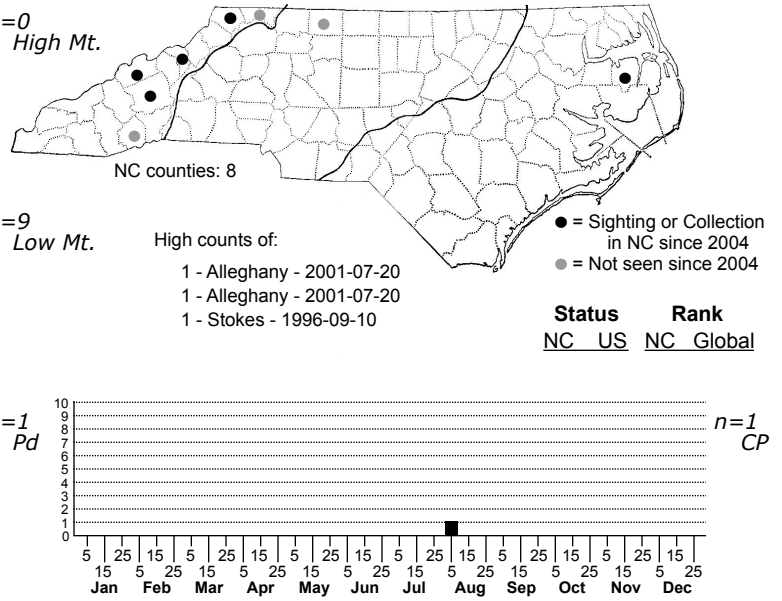 =0
High Mt.
NC counties: 8
=9
Low Mt.
High counts of:
1 - Alleghany - 2001-07-20
1 - Alleghany - 2001-07-20
1 - Stokes - 1996-09-10
= Sighting or Collection
in NC since 2004
= Not seen since 2004
Status Rank
NC US NC Global
=1
Pd
n=1
CP
10
9
8
7
6
5
4
3
2
1
0
5 25 15 5 25 15 5 25 15 5 25 15 5 25 15 5 25 15
15 5 25 15 5 25 15 5 25 15 5 25 15 5 25 15 5 25
Jan Feb Mar Apr May Jun Jul Aug Sep Oct Nov Dec